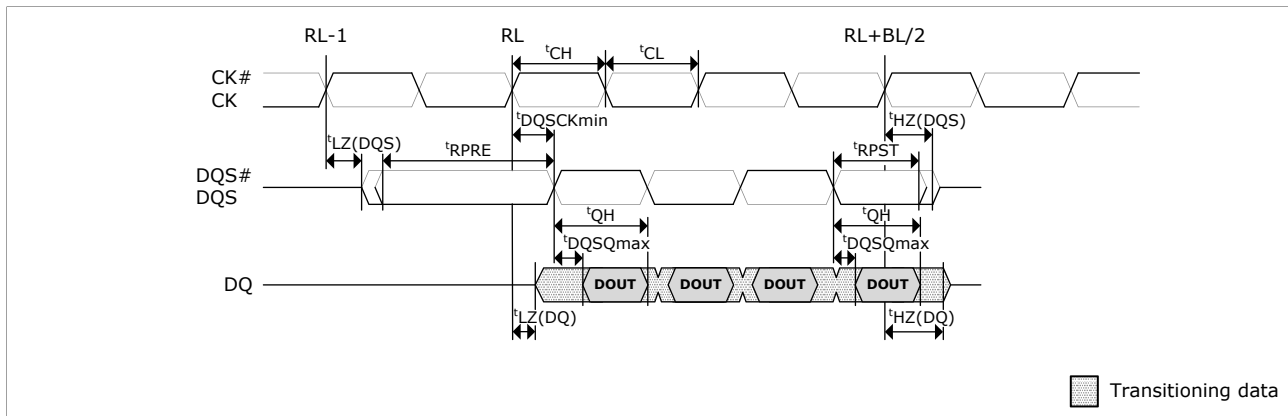 RL-1
RL
RL+BL/2
tCH
tCL
CK#
CK
tDQSCKmin
tHZ(DQS)
tLZ(DQS)
tRPRE
tRPST
DQS#
DQS
tQH
tQH
tDQSQmax
tDQSQmax
DQ
DOUT
DOUT
DOUT
DOUT
tLZ(DQ)
tHZ(DQ)
Transitioning data